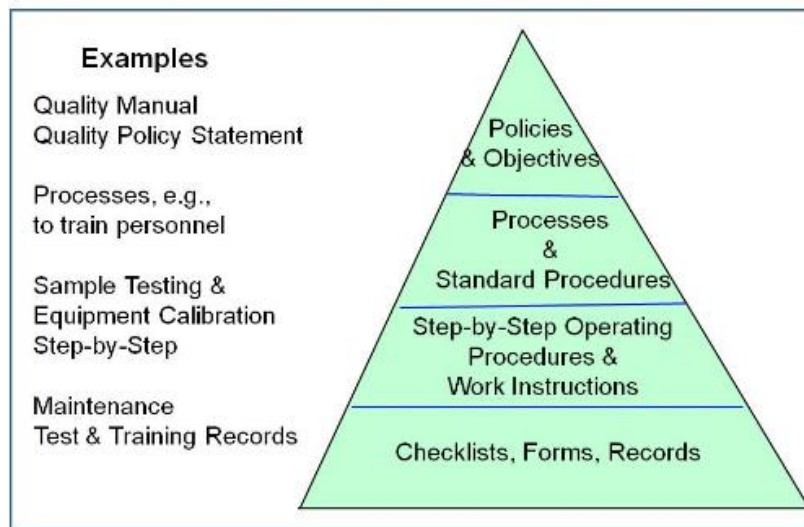 Examples
Quality Manual
Quality Policy Statement
Processes, e.g.,
to train personnel
Sample Testing &
Equipment Calibration
Step-by-Step
Maintenance
Test & Training Records
Policies
& Objectives
Processes
&
Standard Procedures
Step-by-Step Operating
Procedures &
Work Instructions
Checklists, Forms, Records